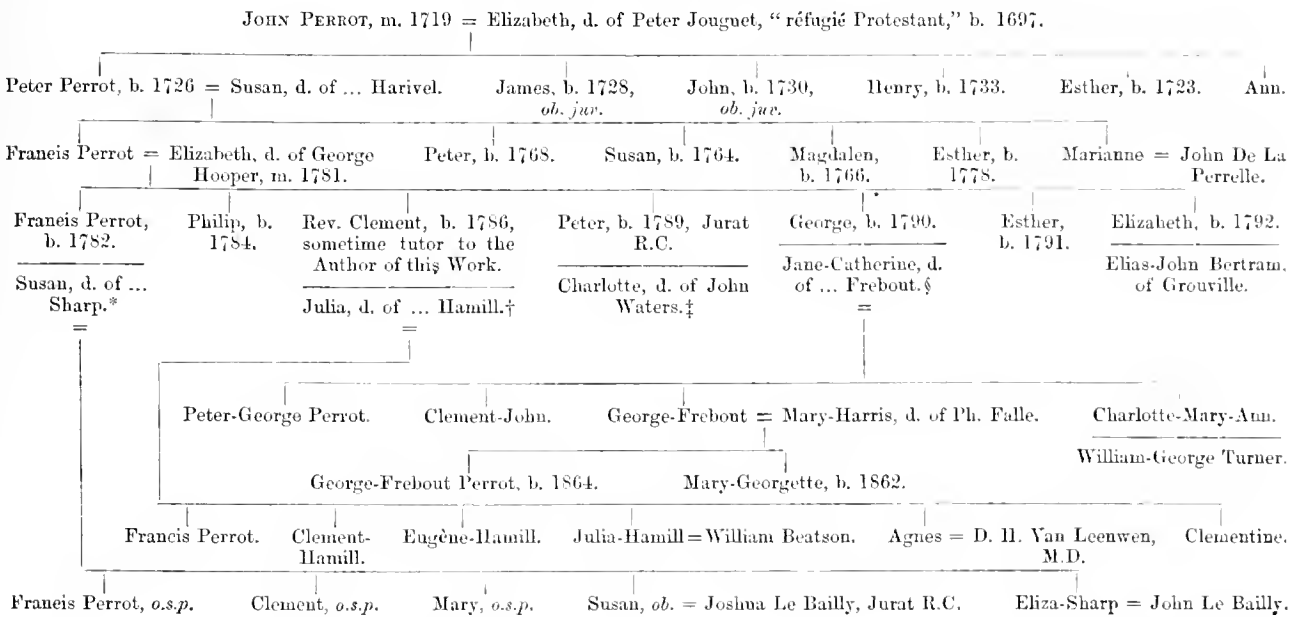 JOHN PERROT, m. 1719 = Elizabeth, d. of Peter Jouguet, “ réfugié Protestant,” b. 1697.
Peter Perrot, b. 1726 = Susan, d. of ... Harivel. James, b. 1728, John, b. 1730, Henry, b. 1733. Esther, b. 1723. Ann.
ob. juv. ob. juv.
Francis Perrot = Elizabeth, d. of George Peter, b. 1768. Susan, b. 1764. Magdalen, Esther, b. Marianne = John De La
Hooper, m. 1781. b. 1766. 1778. Perrelle.
Francis Perrot, Philip, b. Rev. Clement, b. 1786, Peter, b. 1789, Jurat George, b. 1790. Esther, Elizabeth, b. 1792.
b. 1782. 1784. sometime tutor to the R.C. b. 1791.
Author of this Work. Jane-Catherine, d. Elias-John Bertram,
Susan, d. of ... Charlotte, d. of John of ... Frebout.§ of Grouville.
Sharp.* Julia, d. of ... Hamill.† Waters.‡ =
= =
Peter-George Perrot. Clement-John. George-Frebout = Mary-Harris, d. of Ph. Falle. Charlotte-Mary-Ann.
William-George Turner.
George-Frebout Perrot, b. 1864. Mary-Georgette, b. 1862.
Francis Perrot. Clement- Eugène-Hamill. Julia-Hamill = William Beatson. Agnes = D. H. Van Leenwen, Clementine.
Hamill. M.D.
Francis Perrot, o.s.p. Clement, o.s.p. Mary, o.s.p. Susan, ob. = Joshua Le Bailly, Jurat R.C. Eliza-Sharp = John Le Bailly.